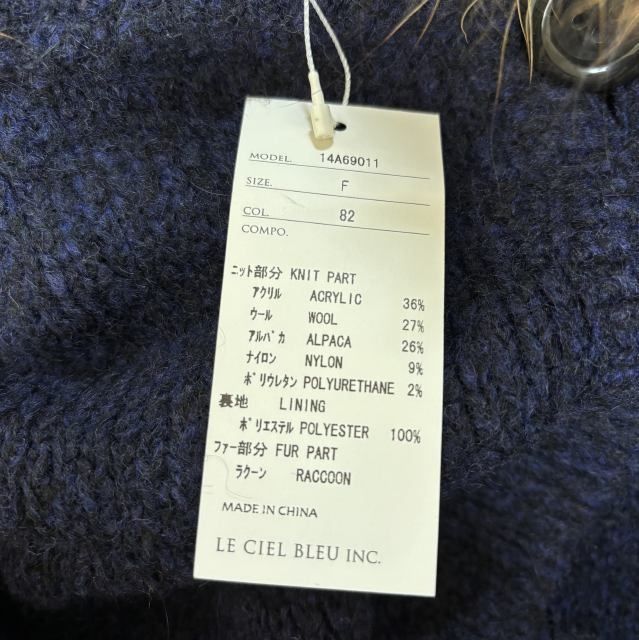 MODEL. 14A69011
SIZE. F
COL. 82
COMPO.
ニット部分 KNIT PART
ｱｸﾘﾙ ACRYLIC 36%
ｳｰﾙ WOOL 27%
ｱﾙﾊﾟｶ ALPACA 26%
ﾅｲﾛﾝ NYLON 9%
ﾎﾟﾘｳﾚﾀﾝ POLYURETHANE 2%
裏地 LINING
ﾎﾟﾘｴｽﾃﾙ POLYESTER 100%
ファー部分 FUR PART
ﾗｸｰﾝ RACCOON
MADE IN CHINA
LE CIEL BLEU INC.